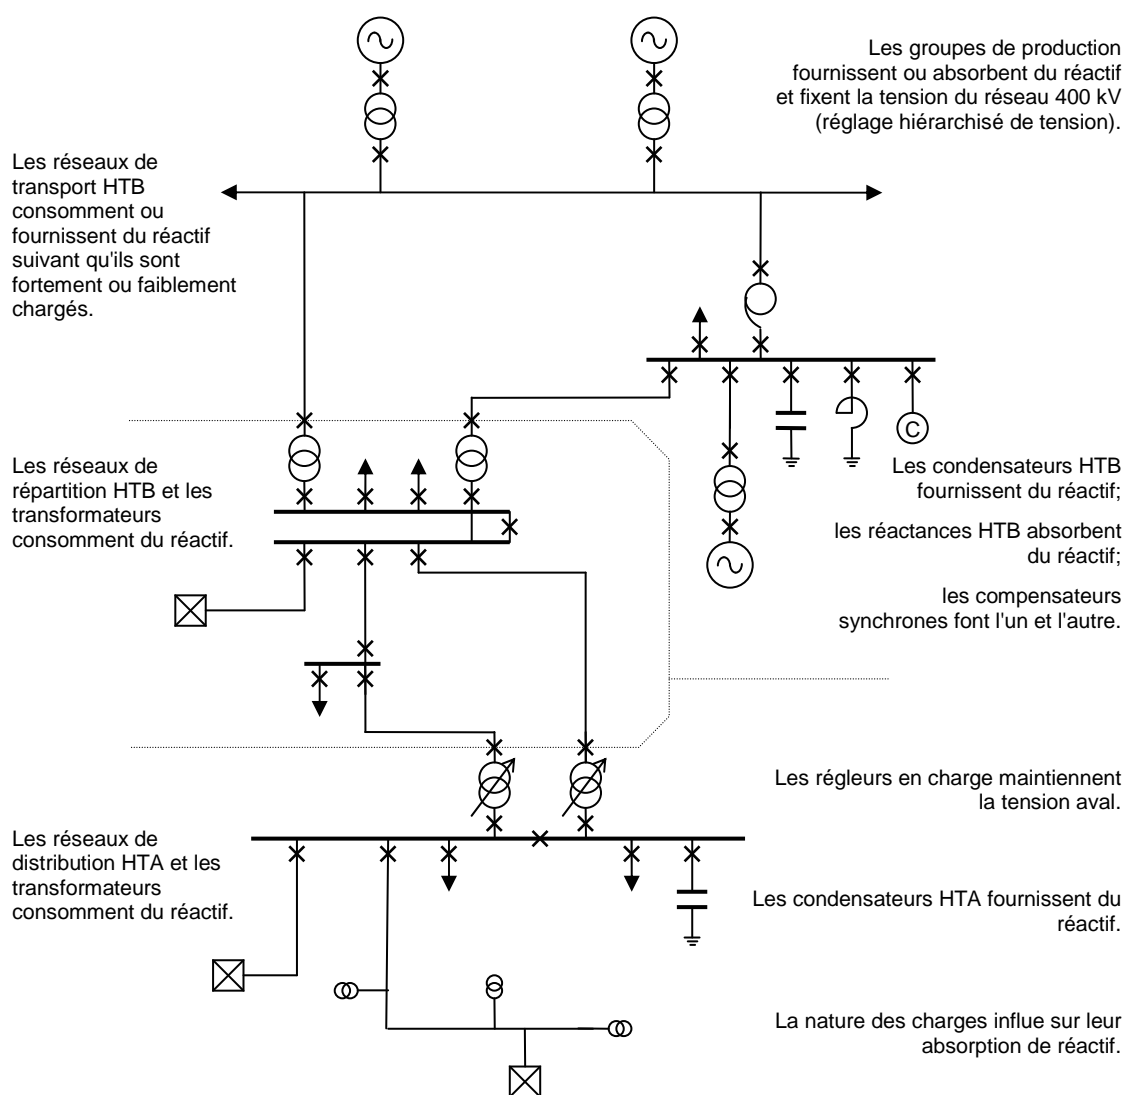 Les groupes de production
fournissent ou absorbent du réactif
et fixent la tension du réseau 400 kV
(réglage hiérarchisé de tension).
Les réseaux de
transport HTB
consomment ou
fournissent du réactif
suivant qu'ils sont
fortement ou faiblement
chargés.
C
Les réseaux de
répartition HTB et les
transformateurs
consomment du réactif.
Les condensateurs HTB
fournissent du réactif;
les réactances HTB absorbent
du réactif;
les compensateurs
synchrones font l'un et l'autre.
Les régleurs en charge maintiennent
la tension aval.
Les réseaux de
distribution HTA et les
transformateurs
consomment du réactif.
Les condensateurs HTA fournissent du
réactif.
La nature des charges influe sur leur
absorption de réactif.